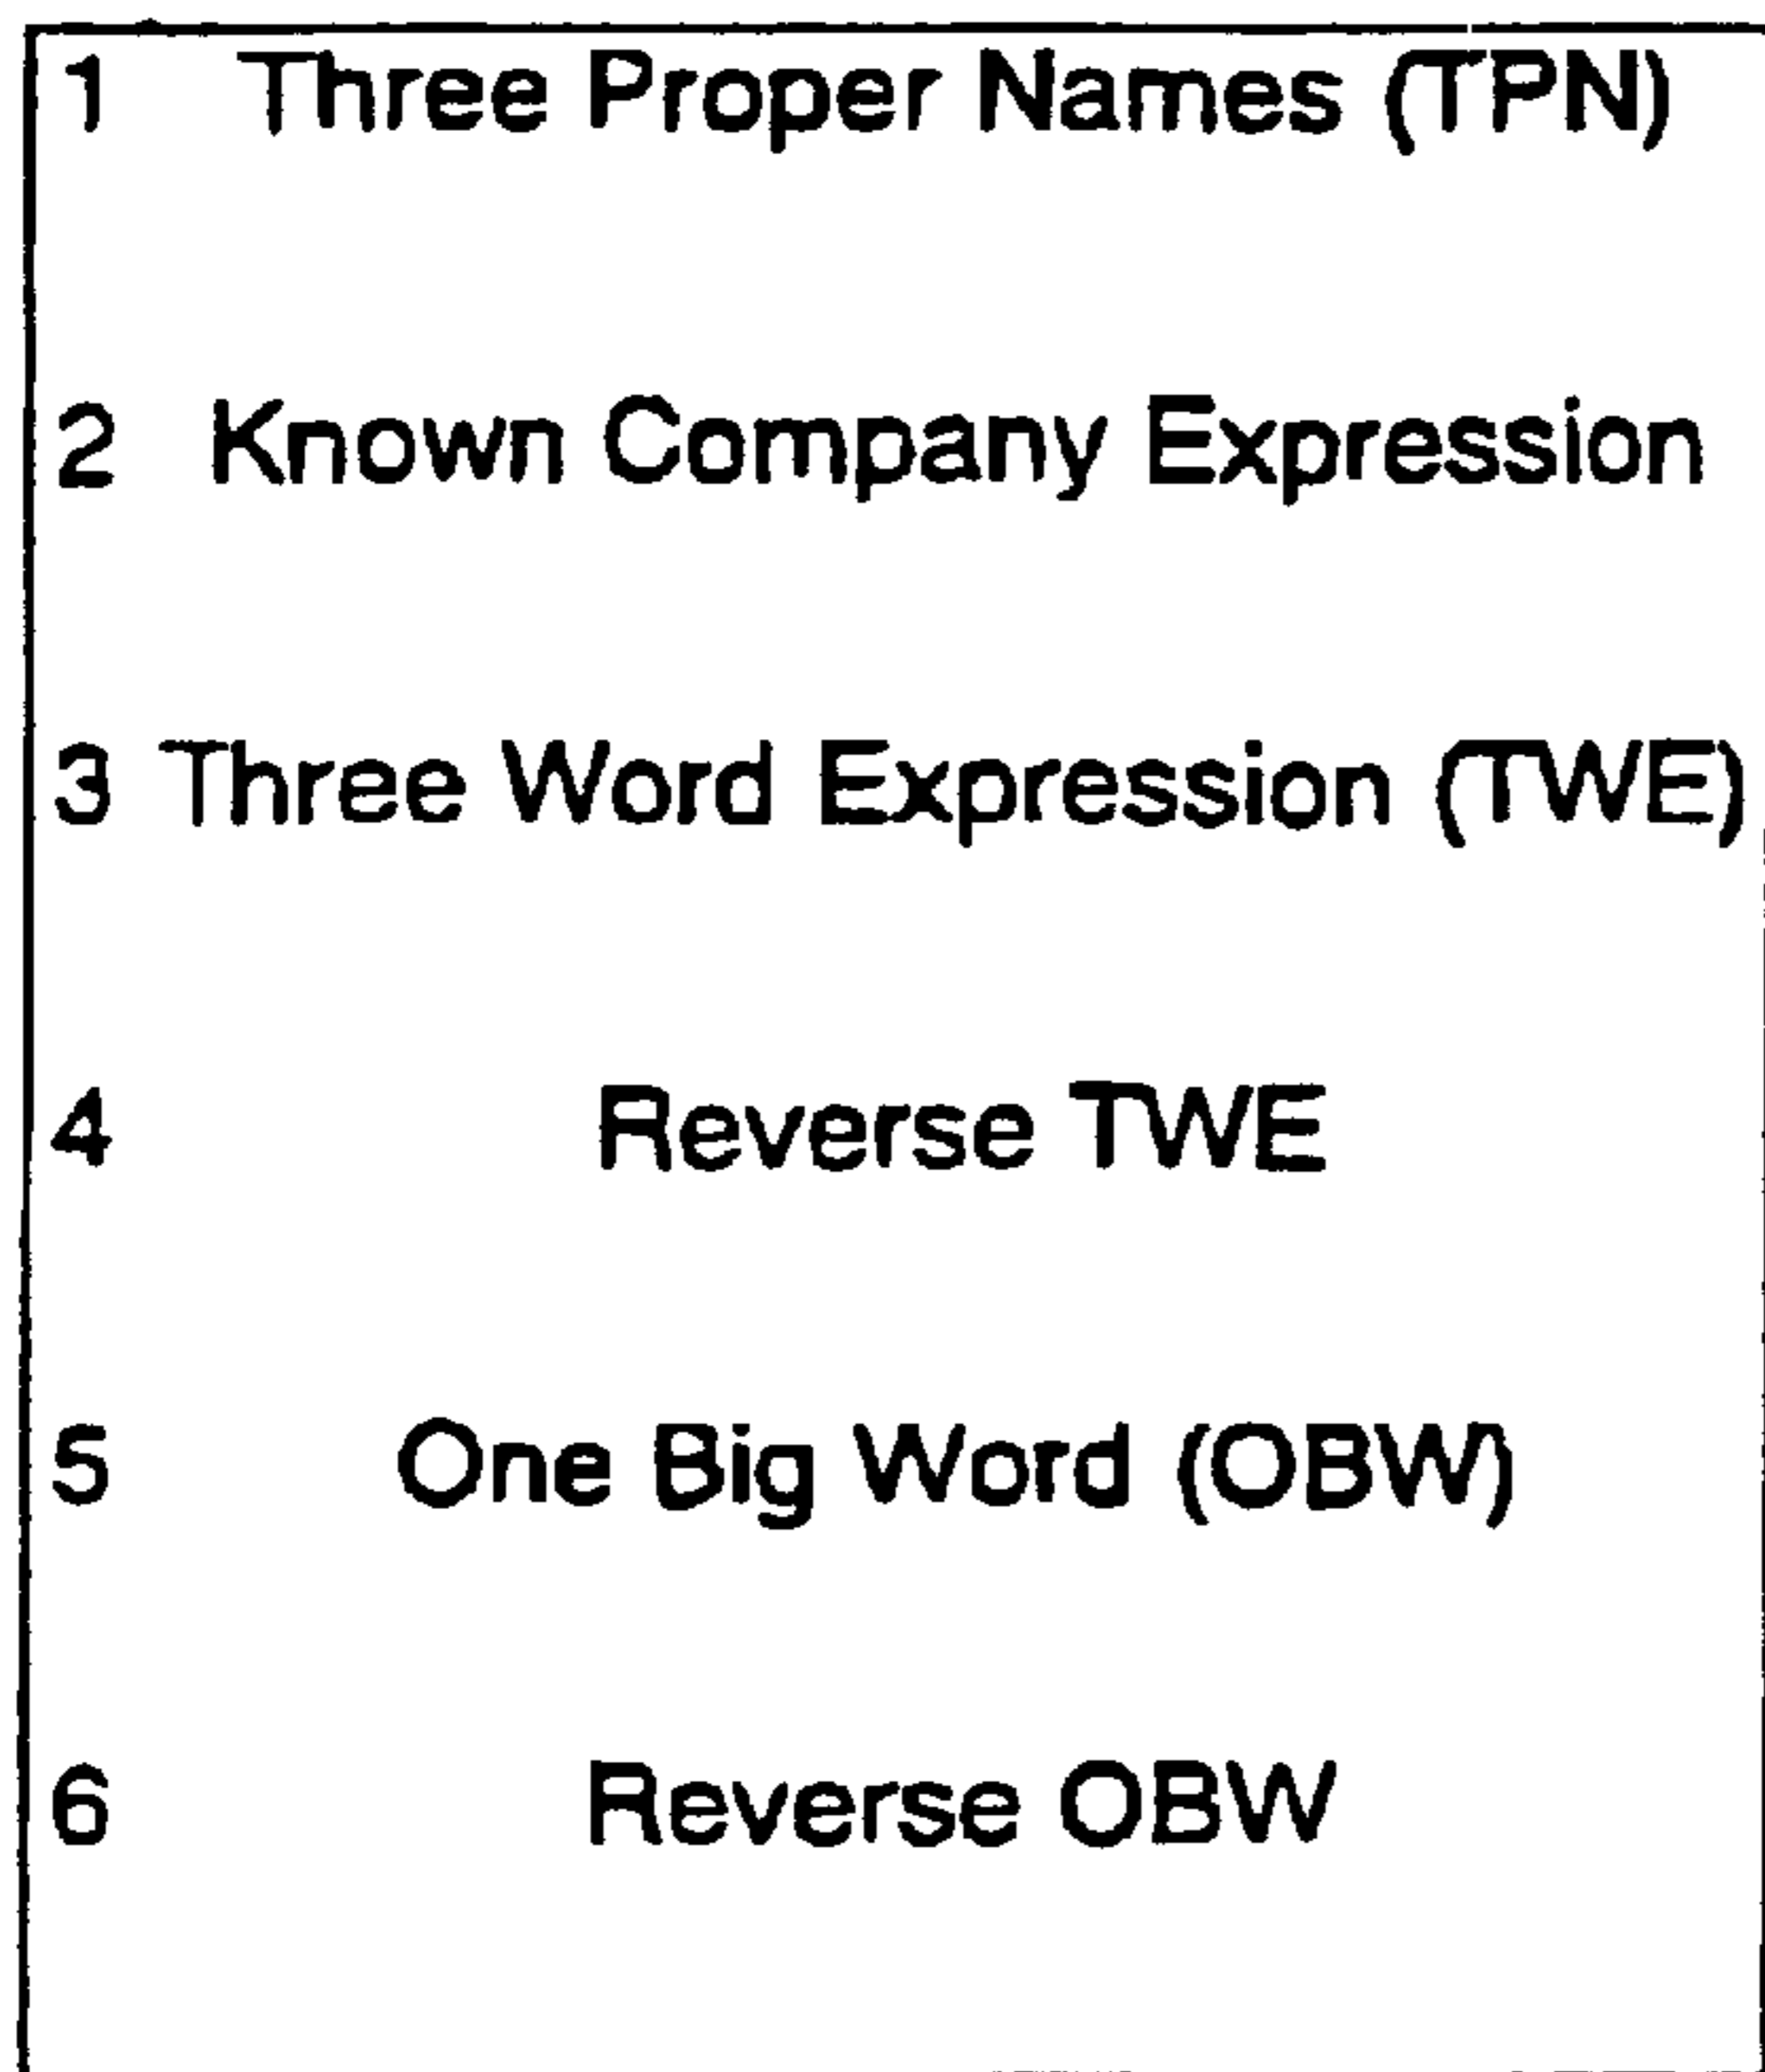 1 Three Proper Names (TPN)
2 Known Company Expression
3 Three Word Expression (TWE)
4 Reverse TWE
5 One Big Word (OBW)
6 Reverse OBW